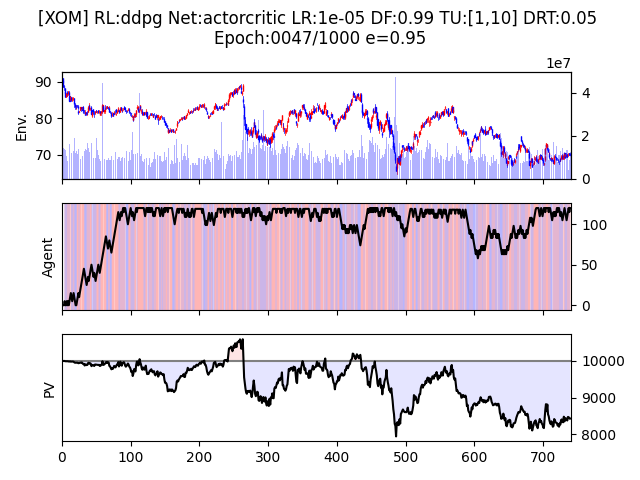 [XOM] RL:ddpg Net:actorcritic LR:1e-05 DF:0.99 TU:[1,10] DRT:0.05
Epoch:0047/1000 e=0.95
1e7
90
80
70
Env.
4
2
0
Agent
100
50
0
PV
10000
9000
8000
0 100 200 300 400 500 600 700